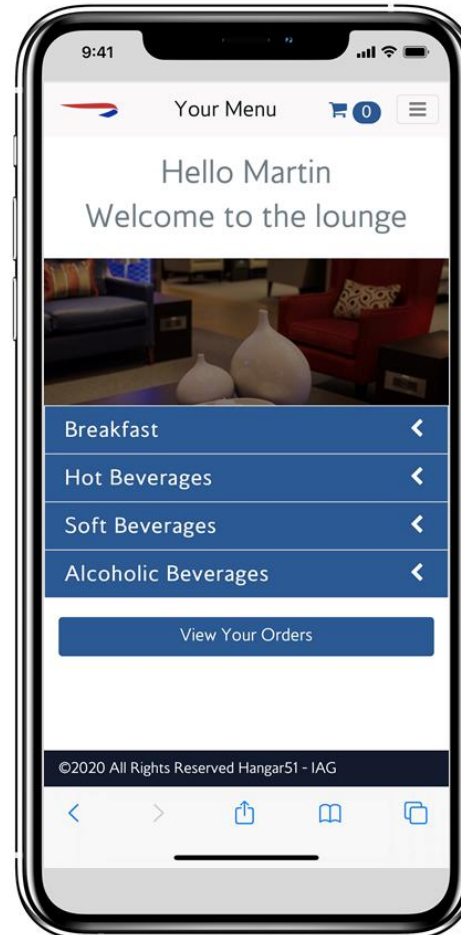 9:41
Your Menu 0
Hello Martin
Welcome to the lounge
Breakfast
Hot Beverages
Soft Beverages
Alcoholic Beverages
View Your Orders
©2020 All Rights Reserved Hangar51 - IAG